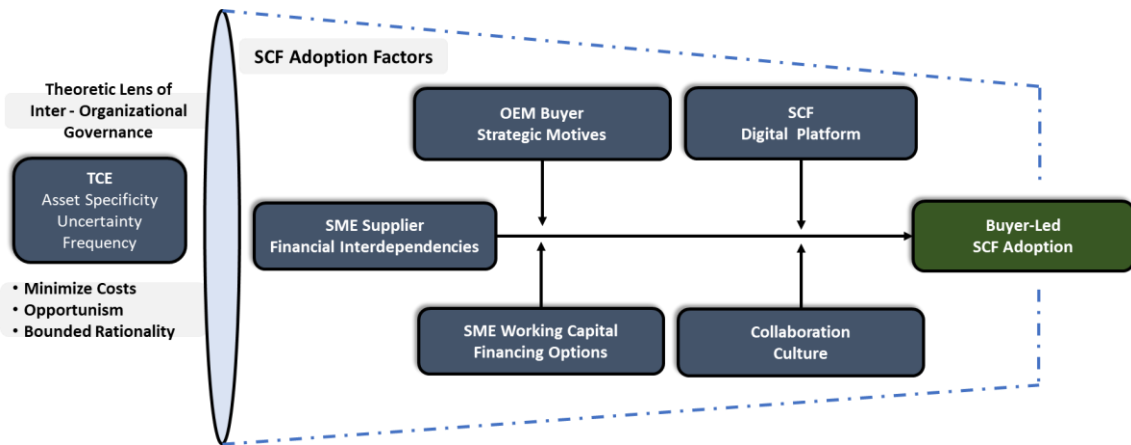 SCF Adoption Factors
Theoretic Lens of
Inter - Organizational
Governance
TCE
Asset Specificity
Uncertainty
Frequency
• Minimize Costs
• Opportunism
• Bounded Rationality
OEM Buyer
Strategic Motives
SCF
Digital Platform
SME Supplier
Financial Interdependencies
Buyer-Led
SCF Adoption
SME Working Capital
Financing Options
Collaboration
Culture